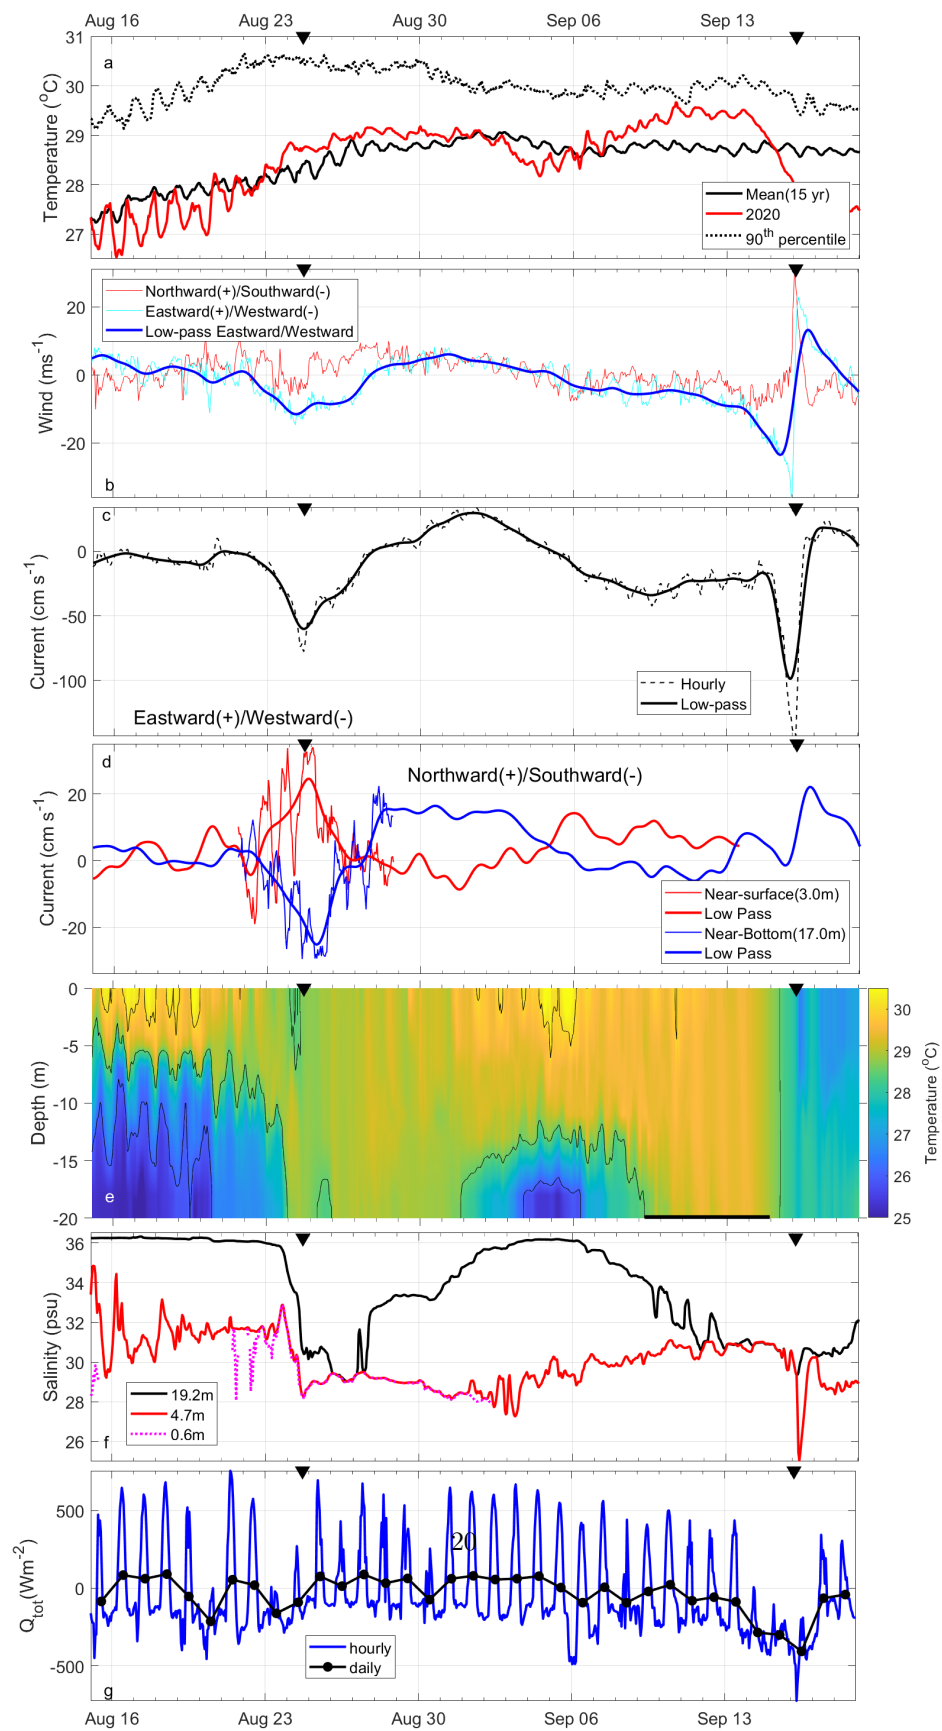 Aug 16 Aug 23 Aug 30 Sep 06 Sep 13
31
30
29
28
27
Temperature (°C)
a
Mean(15 yr)
2020
90th percentile
20
0
-20
Wind (ms-1)
Northward(+)/Southward(-)
Eastward(+)/Westward(-)
Low-pass Eastward/Westward
b
c
0
-50
-100
Current (cm s-1)
Hourly
Low-pass
Eastward(+)/Westward(-)
d
Northward(+)/Southward(-)
20
0
-20
Current (cm s-1)
Near-surface(3.0m)
Low Pass
Near-Bottom(17.0m)
Low Pass
0
-5
-10
-15
-20
Depth (m)
e
30
29
28
27
26
25
Temperature (°C)
36
34
32
30
28
26
Salinity (psu)
19.2m
4.7m
0.6m
f
500
0
-500
Qtot(Wm-2)
20
hourly
daily
g
Aug 16 Aug 23 Aug 30 Sep 06 Sep 13